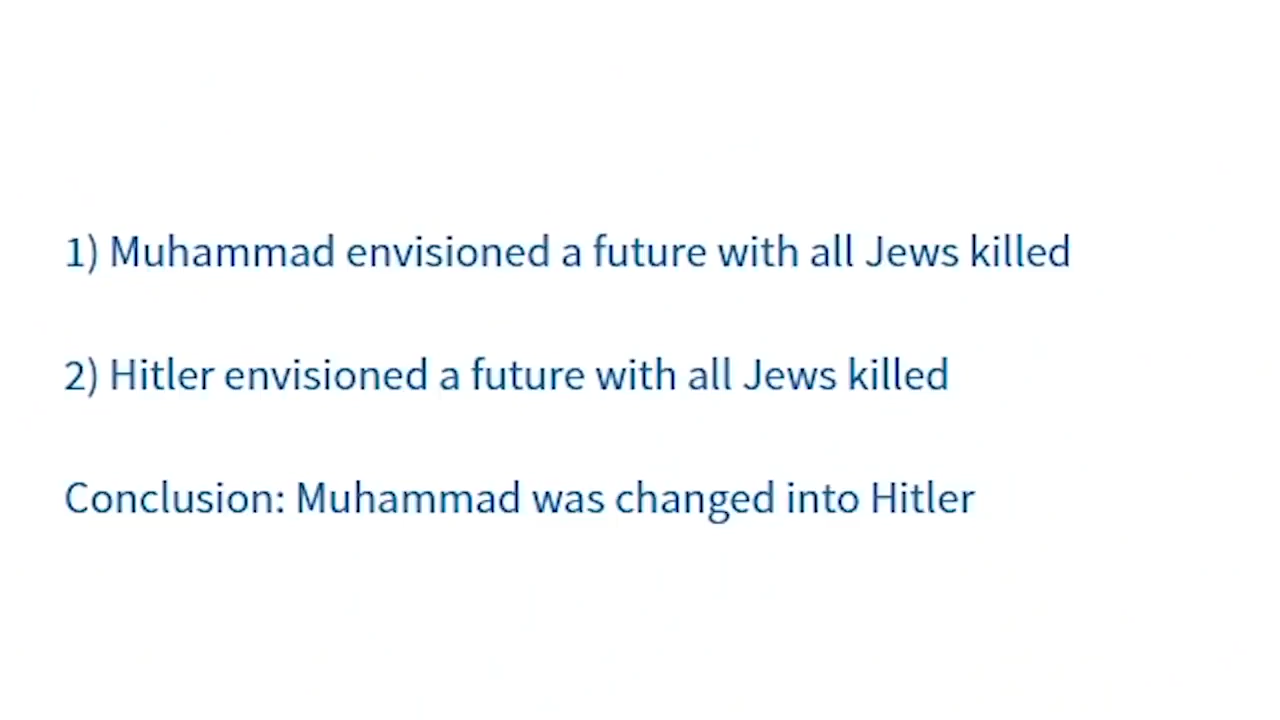 1) Muhammad envisioned a future with all Jews killed
2) Hitler envisioned a future with all Jews killed
Conclusion: Muhammad was changed into Hitler